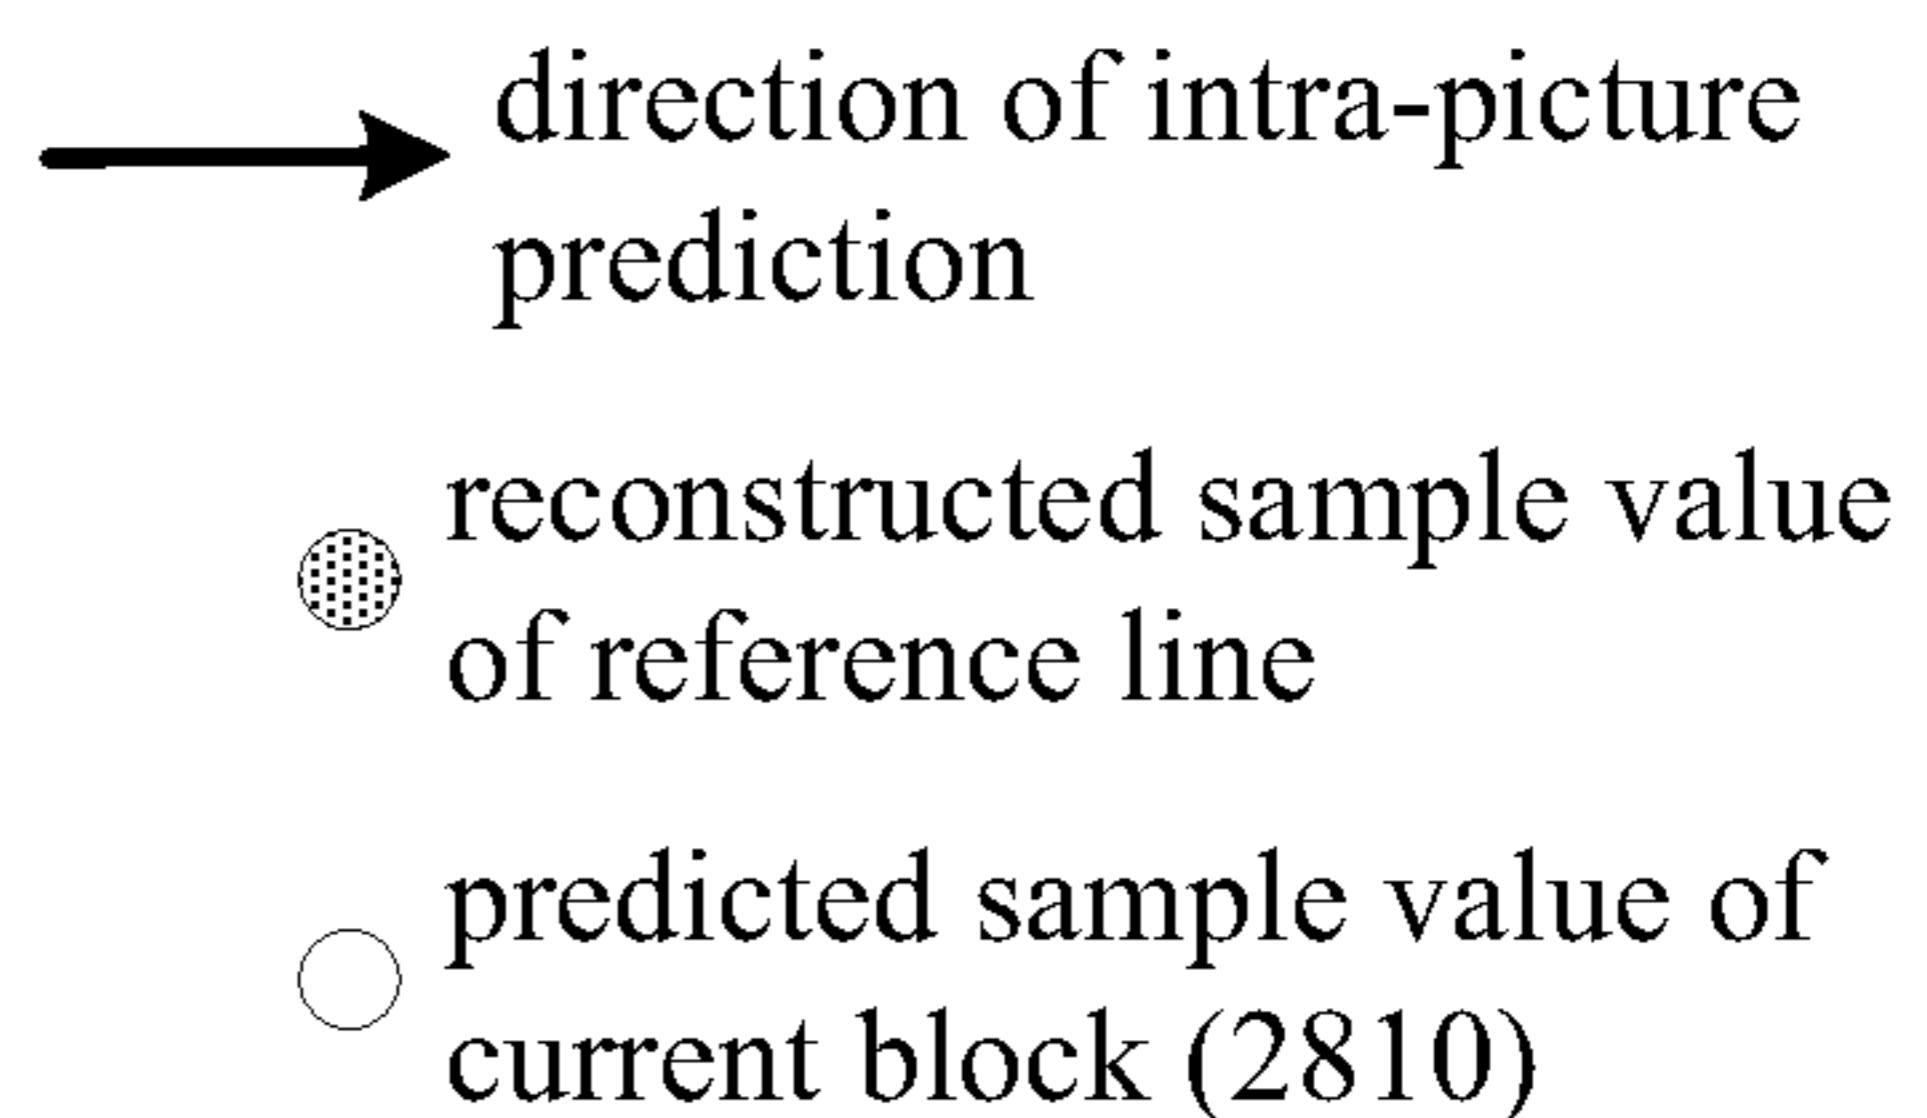 direction of intra-picture
prediction
reconstructed sample value
of reference line
predicted sample value of
current block (2810)